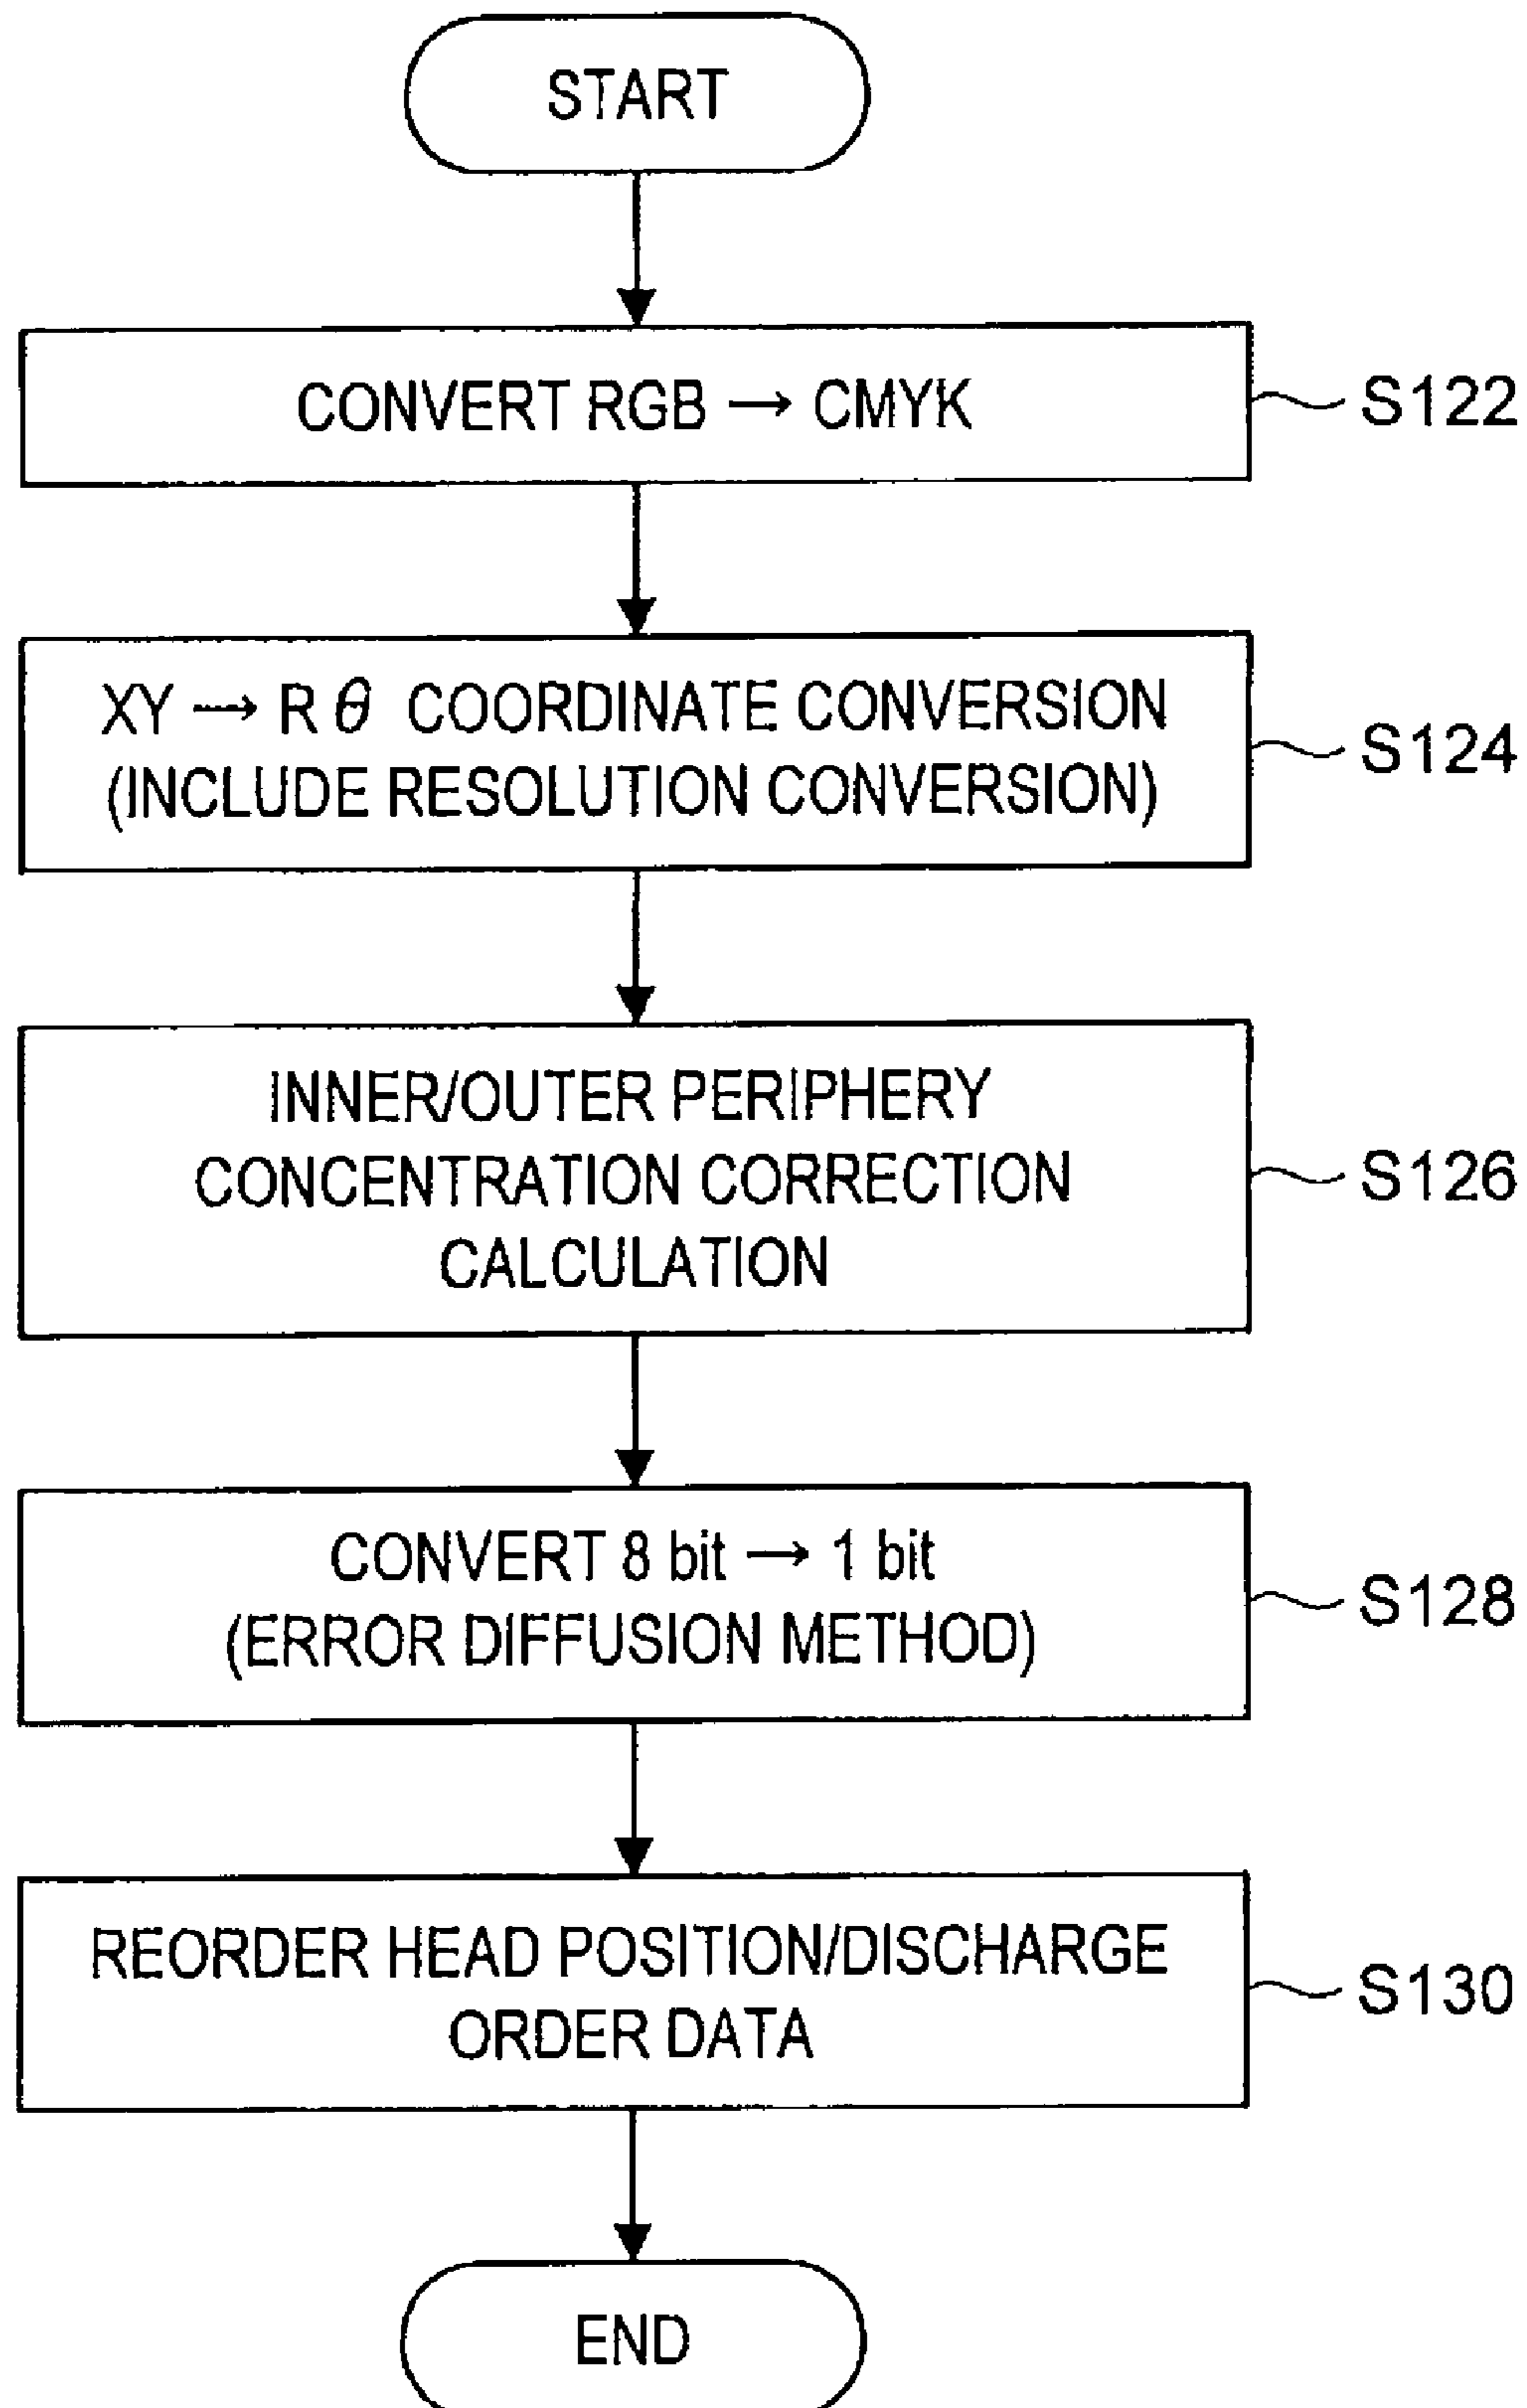 START
CONVERT RGB → CMYK
S122
XY → R θ COORDINATE CONVERSION
(INCLUDE RESOLUTION CONVERSION)
S124
INNER/OUTER PERIPHERY
CONCENTRATION CORRECTION
CALCULATION
S126
CONVERT 8 bit → 1 bit
(ERROR DIFFUSION METHOD)
S128
REORDER HEAD POSITION/DISCHARGE
ORDER DATA
S130
END